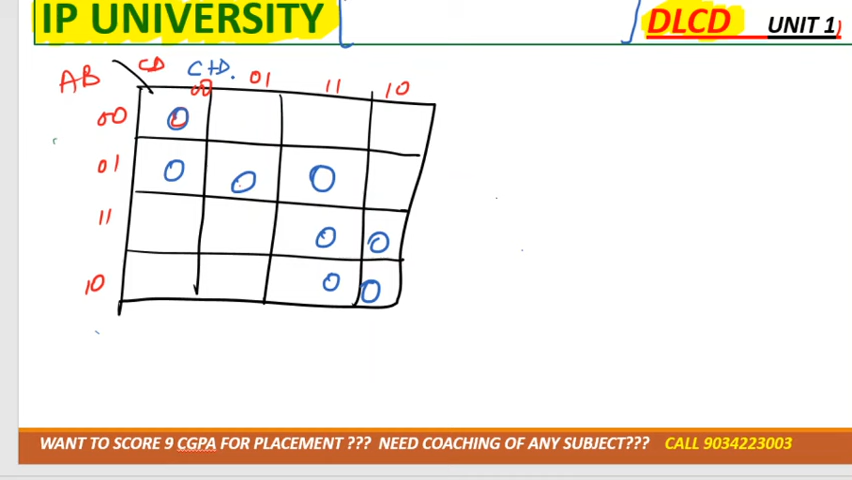 IP UNIVERSITY
DLCD UNIT 1)
AB CD C+D.
00 01 11 10
00 0
01 0 0 0
11 0 0
10 0 0
WANT TO SCORE 9 CGPA FOR PLACEMENT ??? NEED COACHING OF ANY SUBJECT??? CALL 9034223003